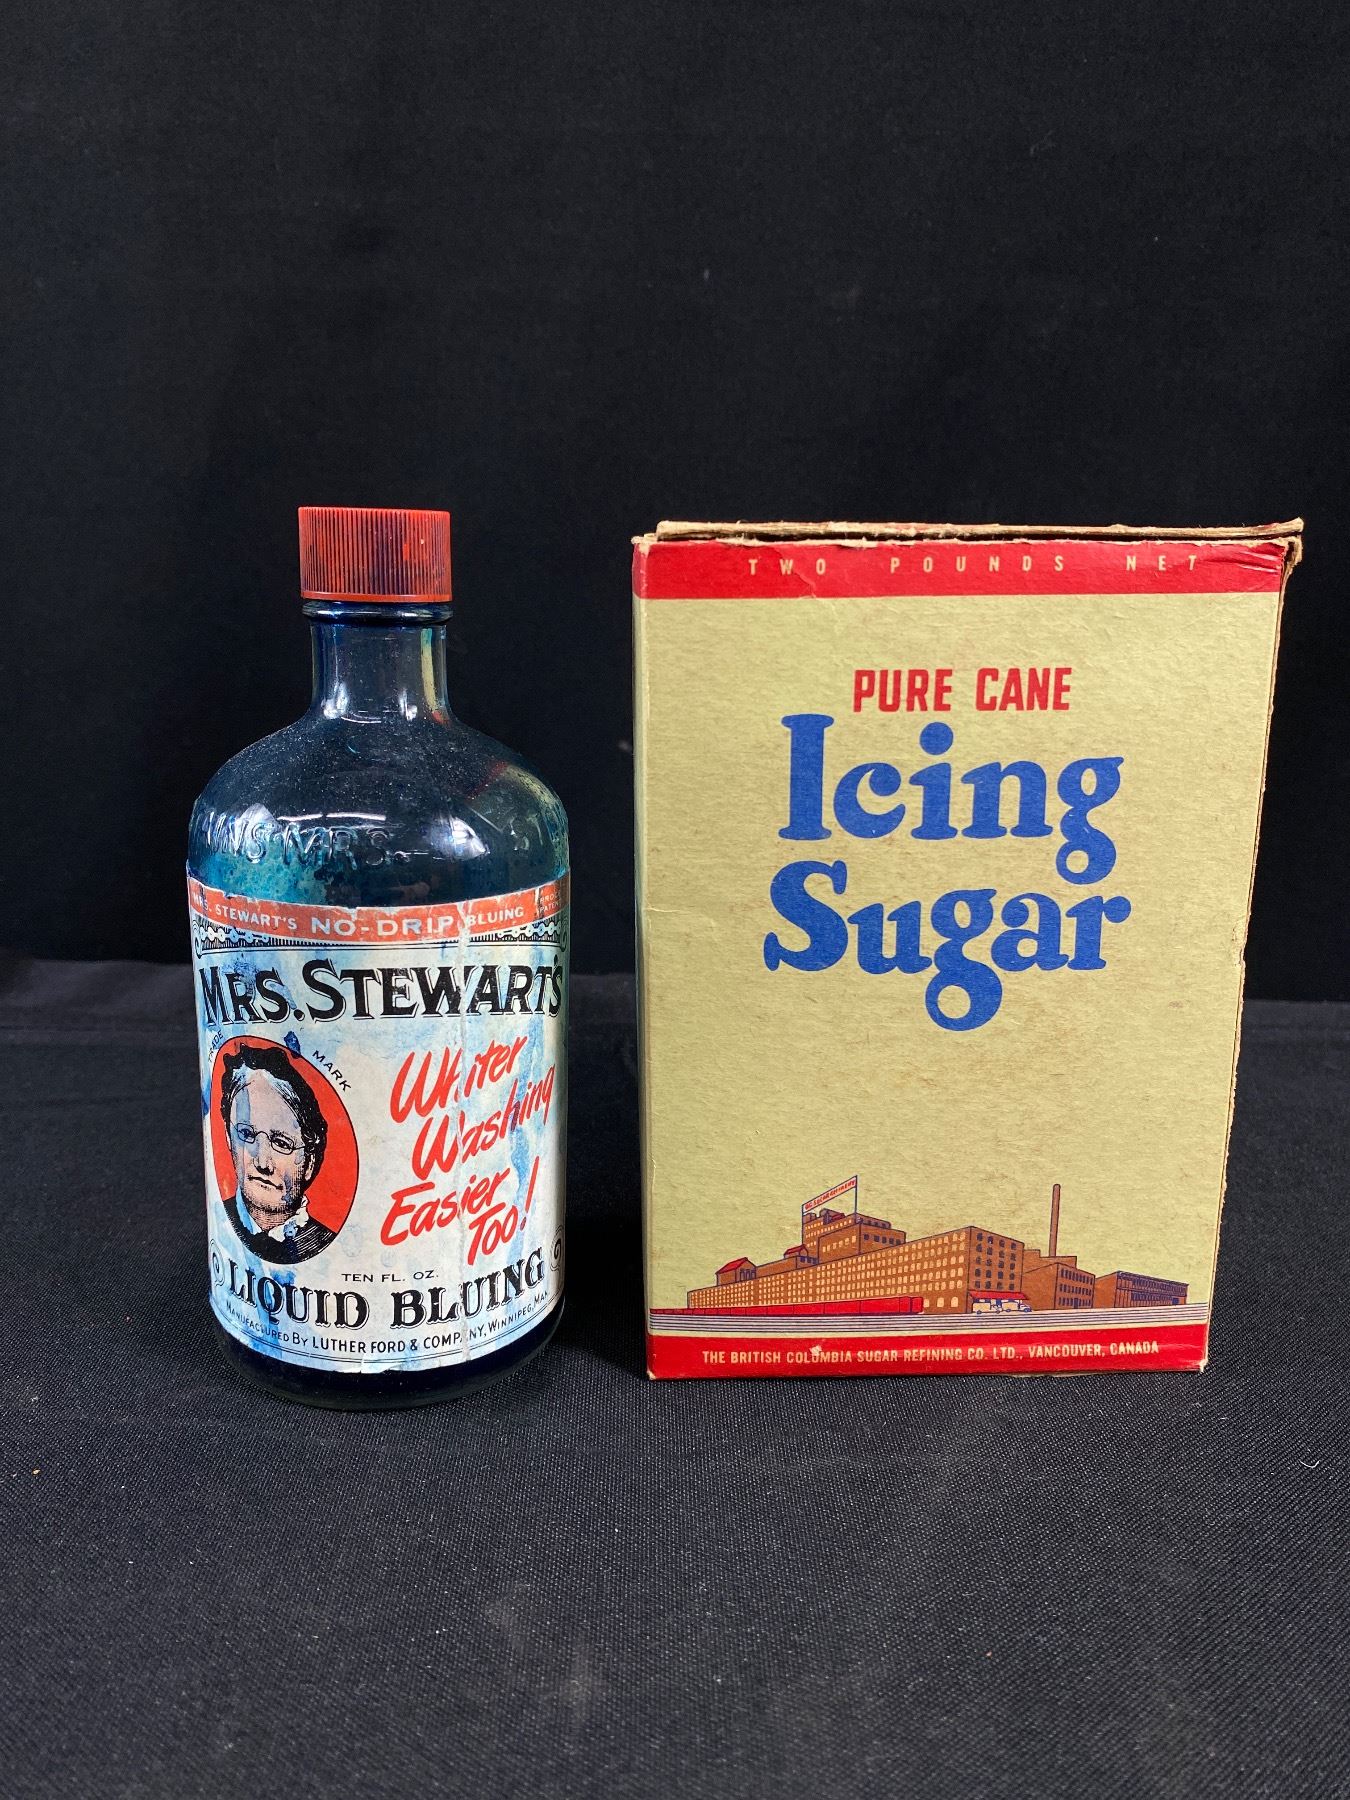 MRS. STEWART'S NO-DRIP BLUING
MRS. STEWART'S
TRADE MARK
Whiter
Washing
Easier
Too!
TEN FL. OZ.
LIQUID BLUING
MANUFACTURED BY LUTHER FORD & COMPANY, WINNIPEG, MAN.
TWO POUNDS NET
PURE CANE
Icing
Sugar
THE BRITISH COLUMBIA SUGAR REFINING CO. LTD., VANCOUVER, CANADA